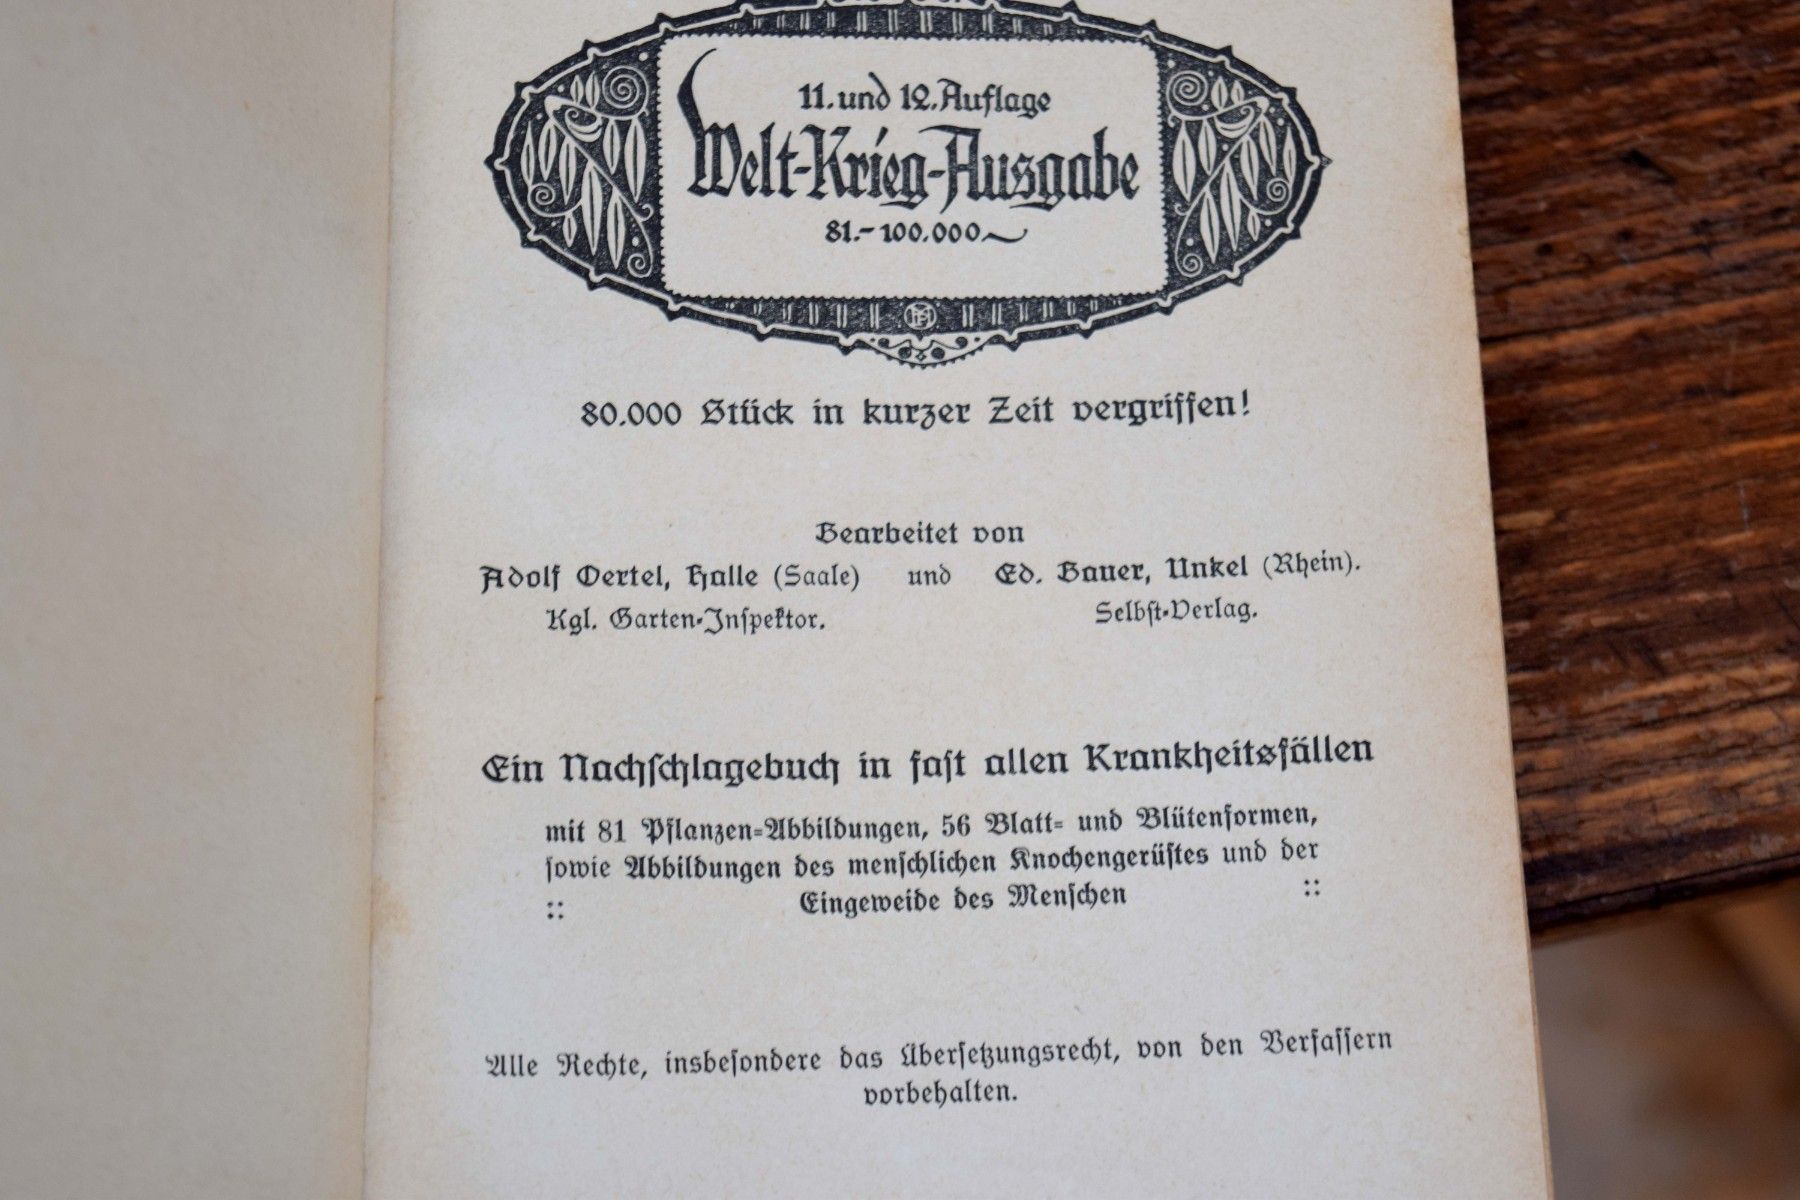 11. und 12. Auflage
Welt-Krieg-Ausgabe
81.-100.000
80.000 Stück in kurzer Zeit vergriffen!
Bearbeitet von
Adolf Oertel, Halle (Saale) und Ed. Bauer, Unkel (Rhein).
Kgl. Garten-Inspektor. Selbst-Verlag.
Ein Nachschlagebuch in fast allen Krankheitsfällen
mit 81 Pflanzen-Abbildungen, 56 Blatt- und Blütenformen,
sowie Abbildungen des menschlichen Knochengerüstes und der
:: Eingeweide des Menschen ::
Alle Rechte, insbesondere das Übersetzungsrecht, von den Verfassern
vorbehalten.